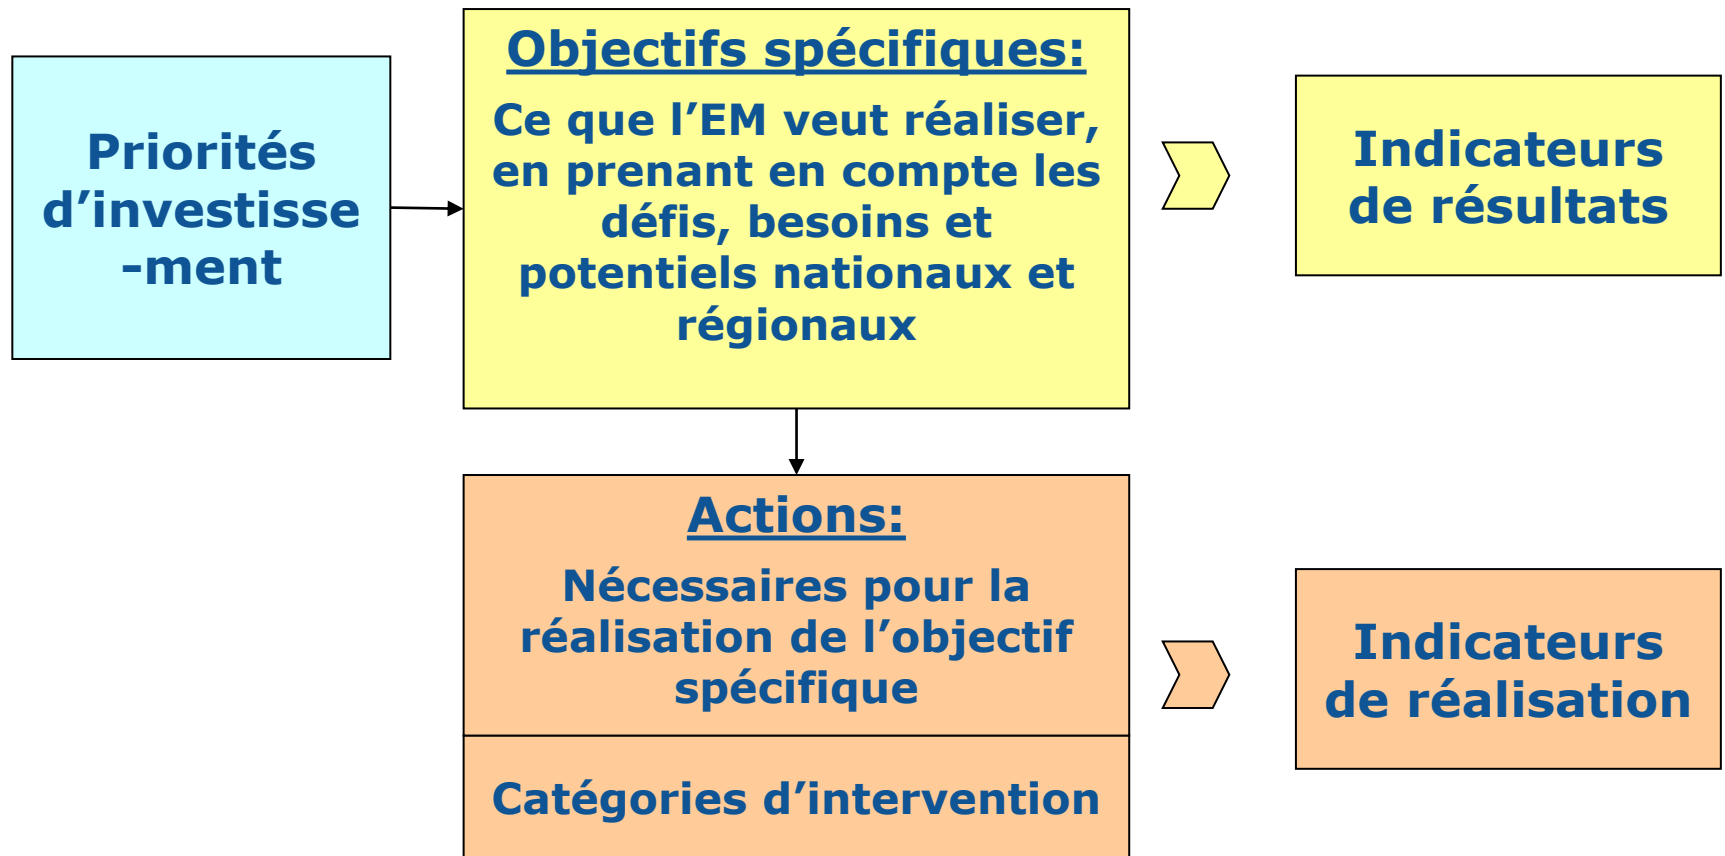 Priorités
d’investisse
-ment
Objectifs spécifiques:
Ce que l’EM veut réaliser,
en prenant en compte les
défis, besoins et
potentiels nationaux et
régionaux
Indicateurs
de résultats
Actions:
Nécessaires pour la
réalisation de l’objectif
spécifique
Catégories d’intervention
Indicateurs
de réalisation